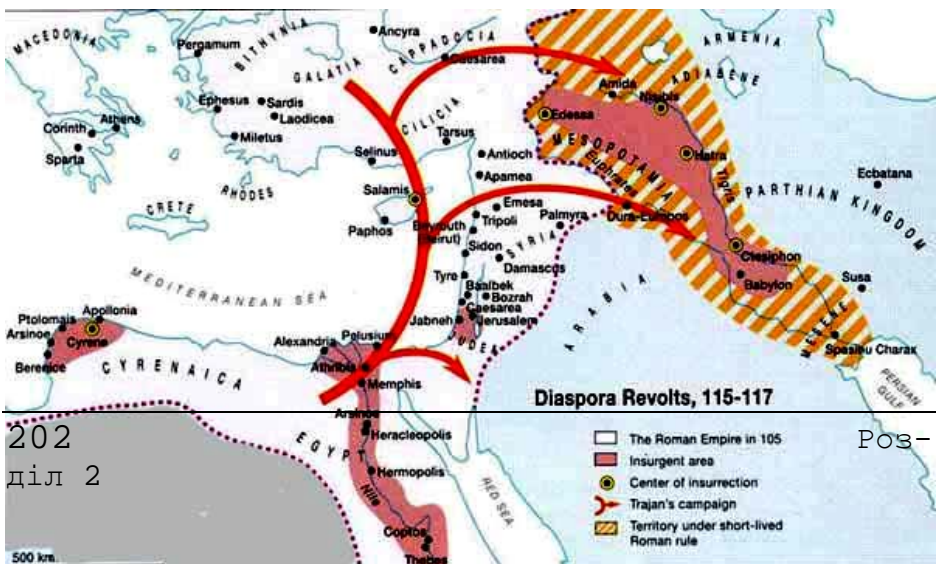 MACEDONIA
BITHYNIA
GALATIA
CAPPADOCIA
CILICIA
ARMENIA
ADIABENE
Pergamum
Ancyra
Caesarea
Ephesus
Sardis
Laodicea
Miletus
Corinth
Athens
Sparta
Selinus
Tarsus
Antioch
Apamea
Amida
Nisibis
Edessa
MESOPOTAMIA
Euphrates
Hatra
Tigris
Ecbatana
PARTHIAN KINGDOM
RHODES
CRETE
Salamis
Paphos
Emesa
Tripoli
Beyrouth
(Beirut)
Palmyra
Dura-Europos
SYRIA
Sidon
Damascus
Tyre
Baalbek
Bozrah
Caesarea
Jabneh
Jerusalem
JUDEA
ARABIA
Ctesiphon
Babylon
Susa
MESENE
Spasinu Charax
PERSIAN
GULF
MEDITERRANEAN SEA
Apollonia
Ptolomais
Cyrene
Arsinoe
Berenice
CYRENAICA
Alexandria
Pelusium
Athribis
Memphis
Arsinoe
Heracleopolis
EGYPT
Hermopolis
Nile
Coptos
Thebes
RED SEA
500 km.
Diaspora Revolts, 115-117
The Roman Empire in 105
Insurgent area
Center of insurrection
Trajan's campaign
Territory under short-lived
Roman rule
202 Роз-
діл 2